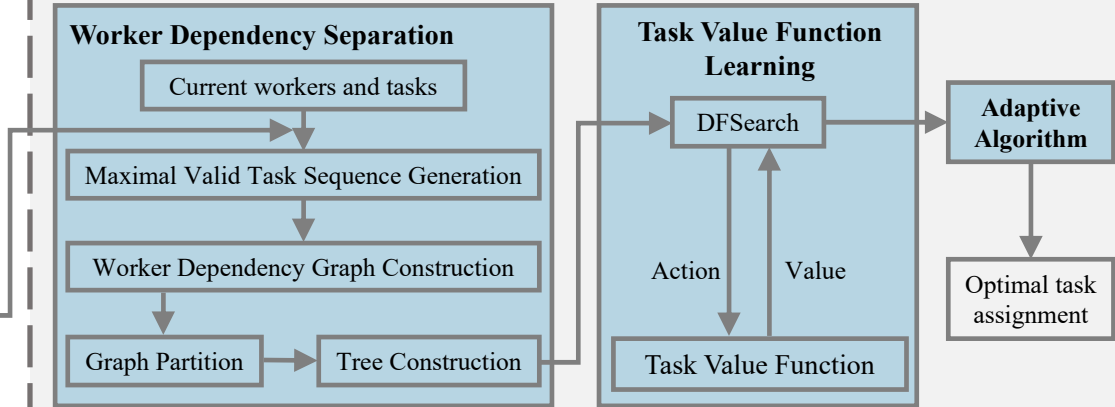 Worker Dependency Separation
Current workers and tasks
Maximal Valid Task Sequence Generation
Worker Dependency Graph Construction
Graph Partition
Tree Construction
Task Value Function
Learning
DFSearch
Action
Value
Task Value Function
Adaptive
Algorithm
Optimal task
assignment